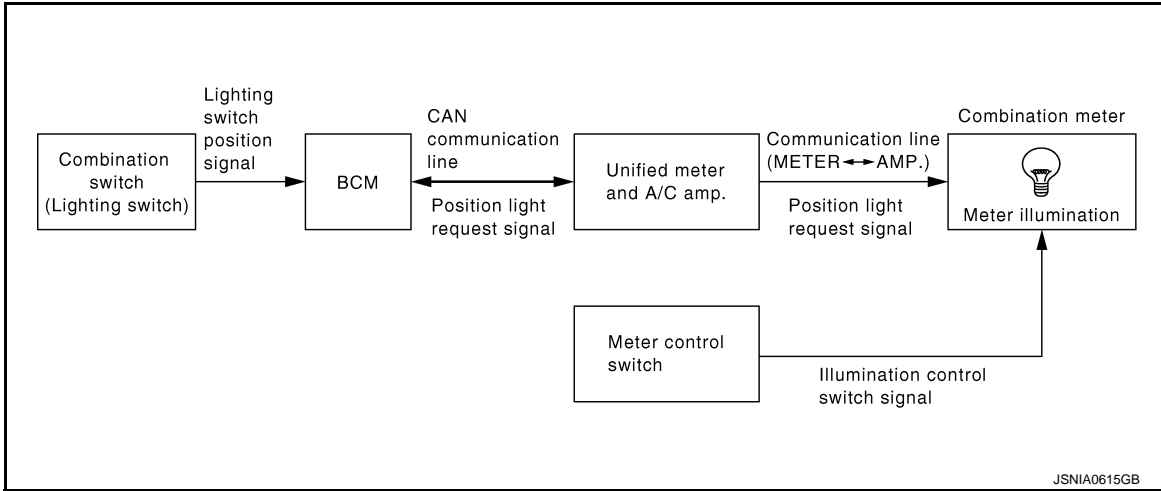 Lighting
switch
position
signal
Combination
switch
(Lighting switch)
BCM
CAN
communication
line
Position light
request signal
Unified meter
and A/C amp.
Communication line
(METER↔AMP.)
Position light
request signal
Combination meter
Meter illumination
Meter control
switch
Illumination control
switch signal
JSNIA0615GB